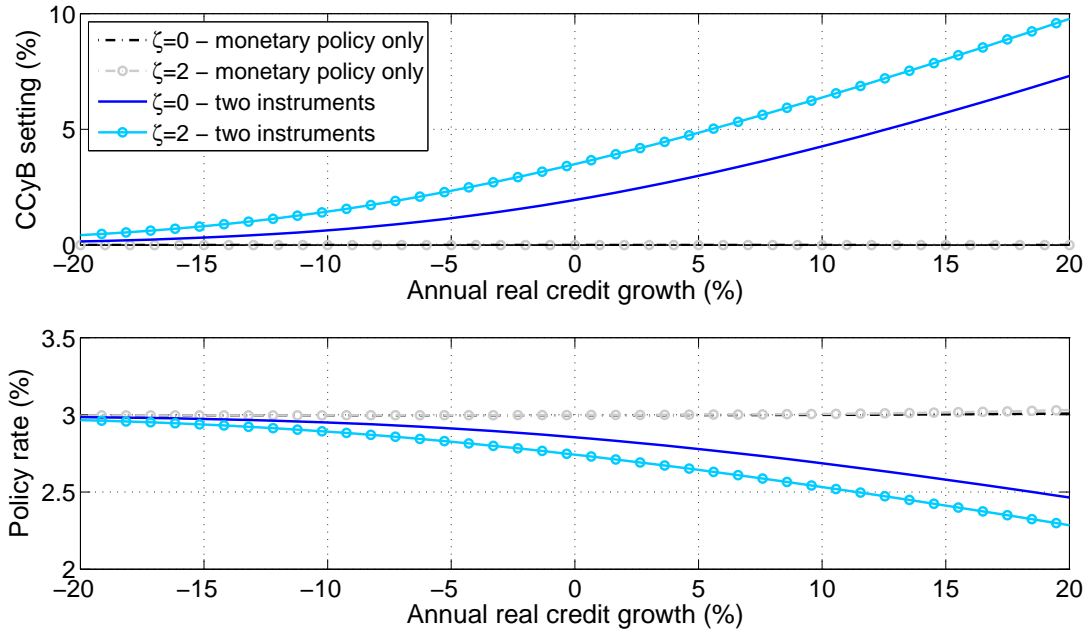 10
5
0
CCyB setting (%)
ζ=0 − monetary policy only
ζ=2 − monetary policy only
ζ=0 − two instruments
ζ=2 − two instruments
−20 −15 −10 −5 0 5 10 15 20
Annual real credit growth (%)
3.5
3
2.5
2
Policy rate (%)
−20 −15 −10 −5 0 5 10 15 20
Annual real credit growth (%)